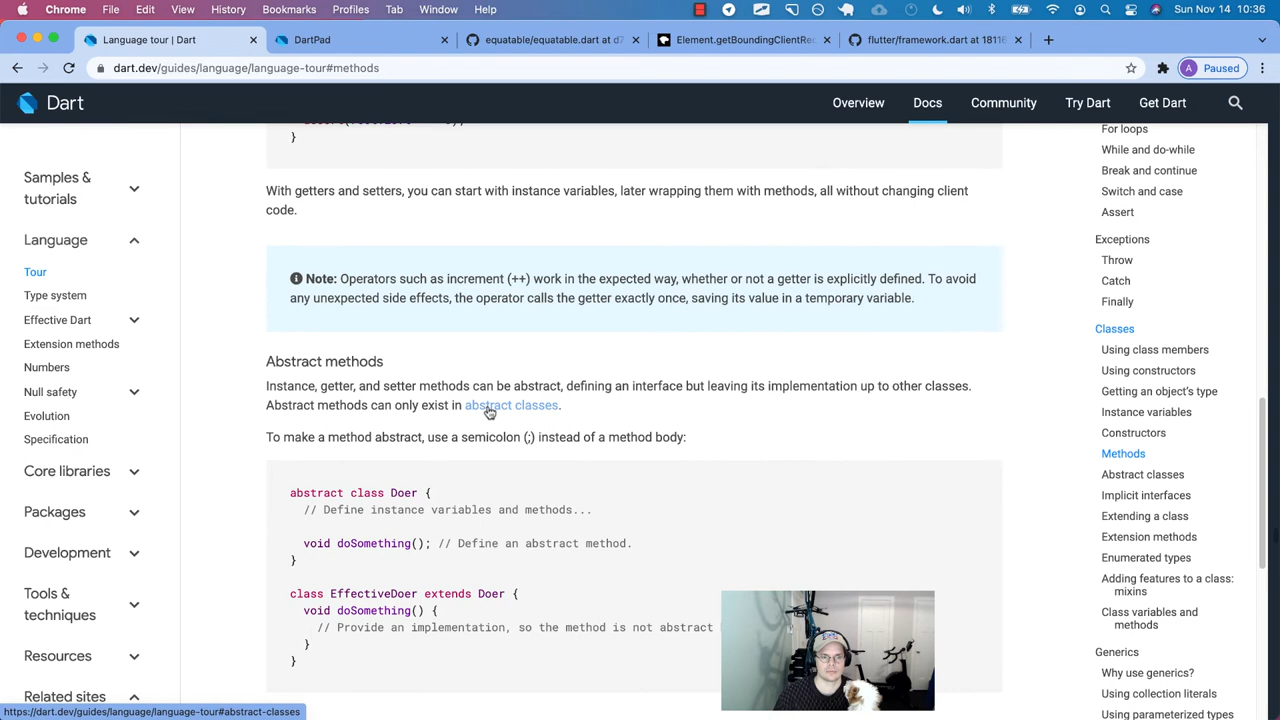 Chrome File Edit View History Bookmarks Profiles Tab Window Help
Sun Nov 14 10:36
Language tour | Dart
DartPad
equatable/equatable.dart at d7
Element.getBoundingClientRec
flutter/framework.dart at 18116
dart.dev/guides/language/language-tour#methods
A Paused
Dart
Overview Docs Community Try Dart Get Dart
Samples &
tutorials
Language
Tour
Type system
Effective Dart
Extension methods
Numbers
Null safety
Evolution
Specification
Core libraries
Packages
Development
Tools &
techniques
Resources
Related sites
}
With getters and setters, you can start with instance variables, later wrapping them with methods, all without changing client
code.
Note: Operators such as increment (++) work in the expected way, whether or not a getter is explicitly defined. To avoid
any unexpected side effects, the operator calls the getter exactly once, saving its value in a temporary variable.
Abstract methods
Instance, getter, and setter methods can be abstract, defining an interface but leaving its implementation up to other classes.
Abstract methods can only exist in abstract classes.
To make a method abstract, use a semicolon (;) instead of a method body:
abstract class Doer {
// Define instance variables and methods...
void doSomething(); // Define an abstract method.
}
class EffectiveDoer extends Doer {
void doSomething() {
// Provide an implementation, so the method is not abstract
}
}
For loops
While and do-while
Break and continue
Switch and case
Assert
Exceptions
Throw
Catch
Finally
Classes
Using class members
Using constructors
Getting an object's type
Instance variables
Constructors
Methods
Abstract classes
Implicit interfaces
Extending a class
Extension methods
Enumerated types
Adding features to a class:
mixins
Class variables and
methods
Generics
Why use generics?
Using collection literals
Using parameterized types
https://dart.dev/guides/language/language-tour#abstract-classes